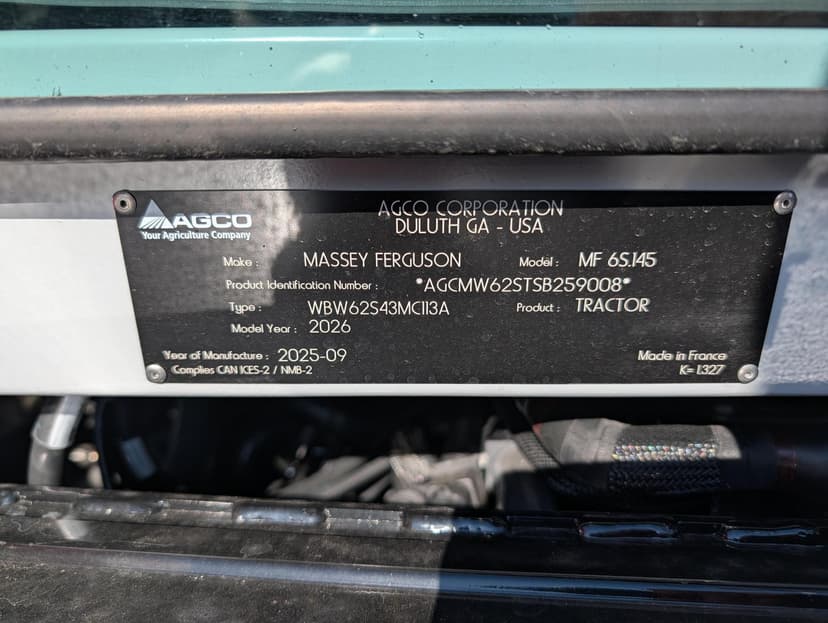 AGCO
Your Agriculture Company
AGCO CORPORATION
DULUTH GA - USA
Make : MASSEY FERGUSON Model : MF 6S.145
Product Identification Number : *AGCMW62STSB259008*
Type : WBW62S43MC113A Product : TRACTOR
Model Year : 2026
Year of Manufacture : 2025-09 Made in France
Complies CAN ICES-2 / NMB-2 K= 1.327